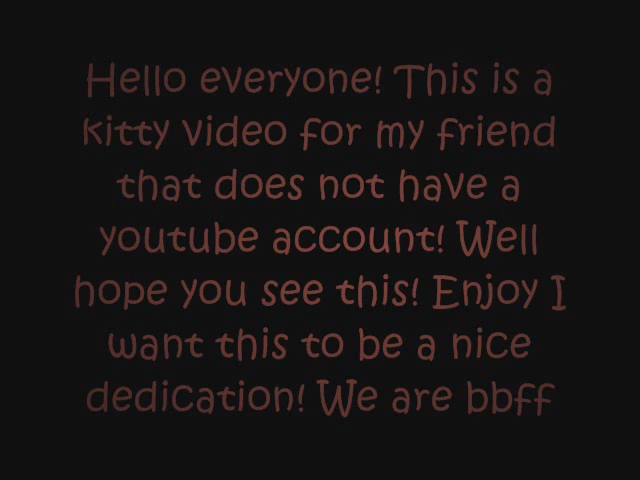 Hello everyone! This is a
kitty video for my friend
that does not have a
youtube account! Well
hope you see this! Enjoy I
want this to be a nice
dedication! We are bbff